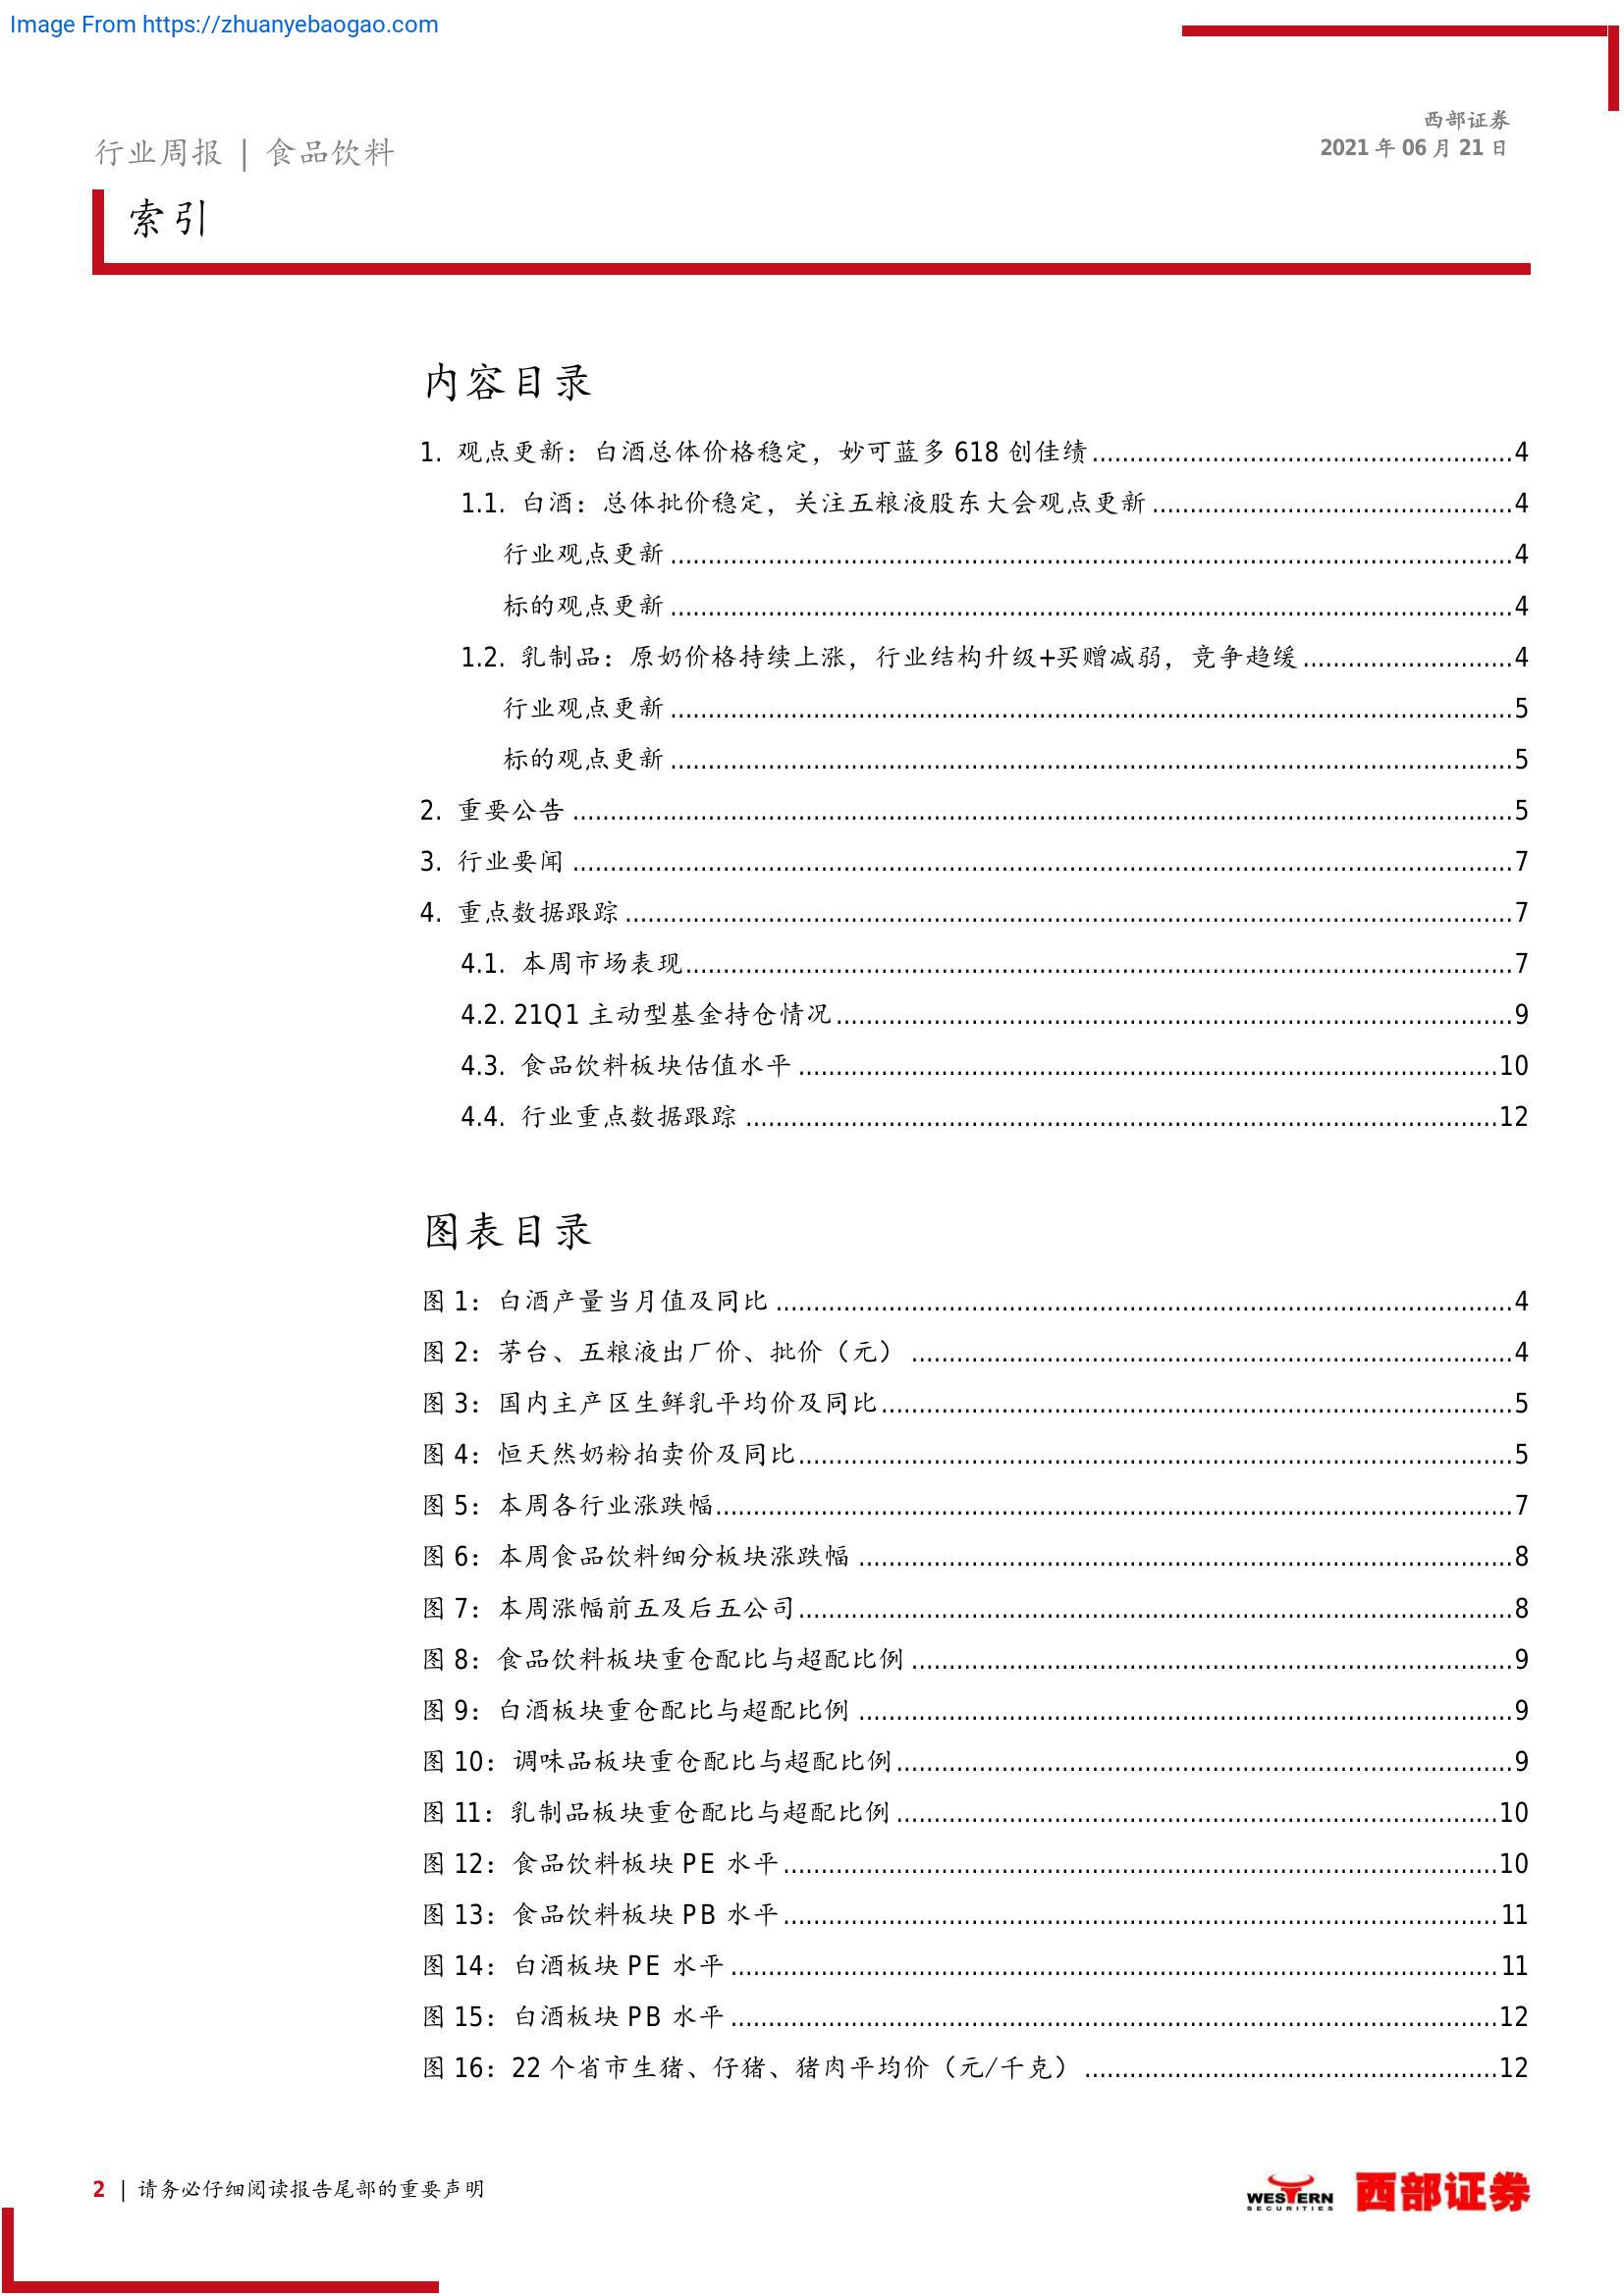 Image From https://zhuanyebaogao.com
西部证券
2021 年 06 月 21 日
行业周报 | 食品饮料
索引
内容目录
1. 观点更新：白酒总体价格稳定，妙可蓝多 618 创佳绩 ........ 4
1.1. 白酒：总体批价稳定，关注五粮液股东大会观点更新 ........ 4
行业观点更新 ........ 4
标的观点更新 ........ 4
1.2. 乳制品：原奶价格持续上涨，行业结构升级+买赠减弱，竞争趋缓 ........ 4
行业观点更新 ........ 5
标的观点更新 ........ 5
2. 重要公告 ........ 5
3. 行业要闻 ........ 7
4. 重点数据跟踪 ........ 7
4.1. 本周市场表现 ........ 7
4.2. 21Q1 主动型基金持仓情况 ........ 9
4.3. 食品饮料板块估值水平 ........ 10
4.4. 行业重点数据跟踪 ........ 12
图表目录
图 1：白酒产量当月值及同比 ........ 4
图 2：茅台、五粮液出厂价、批价（元） ........ 4
图 3：国内主产区生鲜乳平均价及同比 ........ 5
图 4：恒天然奶粉拍卖价及同比 ........ 5
图 5：本周各行业涨跌幅 ........ 7
图 6：本周食品饮料细分板块涨跌幅 ........ 8
图 7：本周涨幅前五及后五公司 ........ 8
图 8：食品饮料板块重仓配比与超配比例 ........ 9
图 9：白酒板块重仓配比与超配比例 ........ 9
图 10：调味品板块重仓配比与超配比例 ........ 9
图 11：乳制品板块重仓配比与超配比例 ........ 10
图 12：食品饮料板块 PE 水平 ........ 10
图 13：食品饮料板块 PB 水平 ........ 11
图 14：白酒板块 PE 水平 ........ 11
图 15：白酒板块 PB 水平 ........ 12
图 16：22 个省市生猪、仔猪、猪肉平均价（元/千克） ........ 12
2 | 请务必仔细阅读报告尾部的重要声明
WESTERN
SECURITIES
西部证券